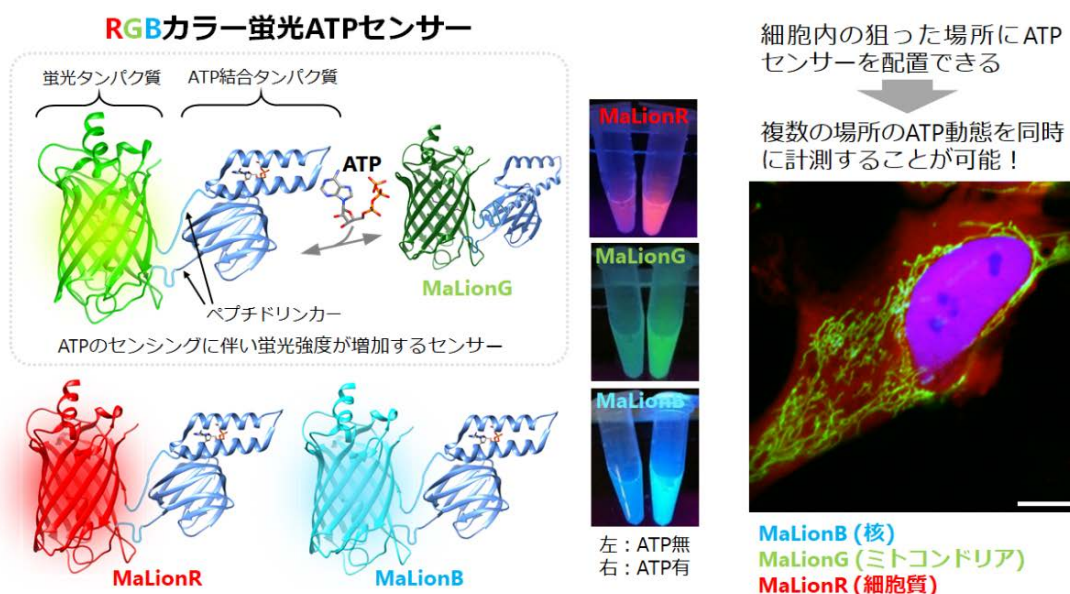 RGBカラー蛍光ATPセンサー
蛍光タンパク質
ATP結合タンパク質
ATP
MaLionG
ペプチドリンカー
ATPのセンシングに伴い蛍光強度が増加するセンサー
MaLionR
MaLionB
MaLionR
MaLionG
MaLionB
左：ATP無
右：ATP有
細胞内の狙った場所にATP
センサーを配置できる
複数の場所のATP動態を同時
に計測することが可能！
MaLionB (核)
MaLionG (ミトコンドリア)
MaLionR (細胞質)